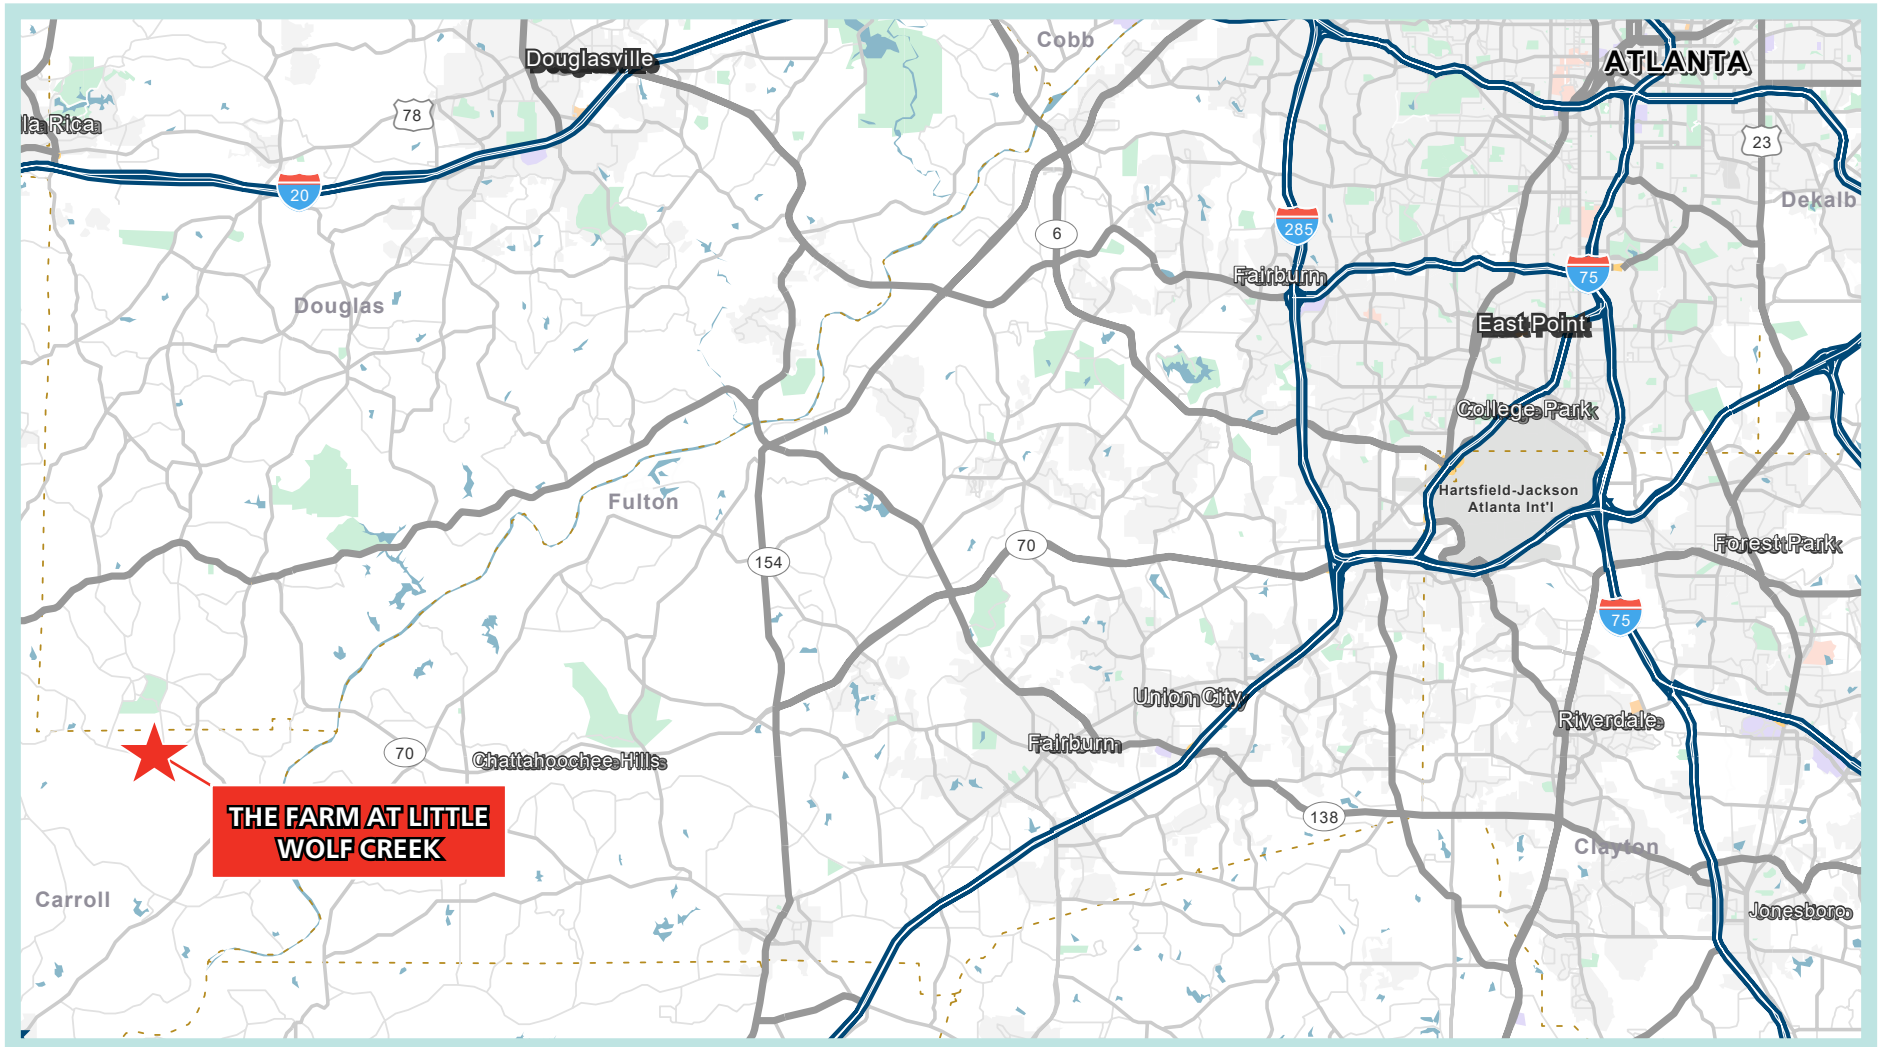 Cobb
Douglasville
ATLANTA
78
la Rica
23
20
Dekalb
285
6
Fairburn
75
Douglas
East Point
College Park
Hartsfield-Jackson
Atlanta Int'l
Fulton
70
Forest Park
154
75
Union City
Riverdale
Fairburn
70
Chattahoochee Hills
THE FARM AT LITTLE
WOLF CREEK
138
Clayton
Carroll
Jonesboro